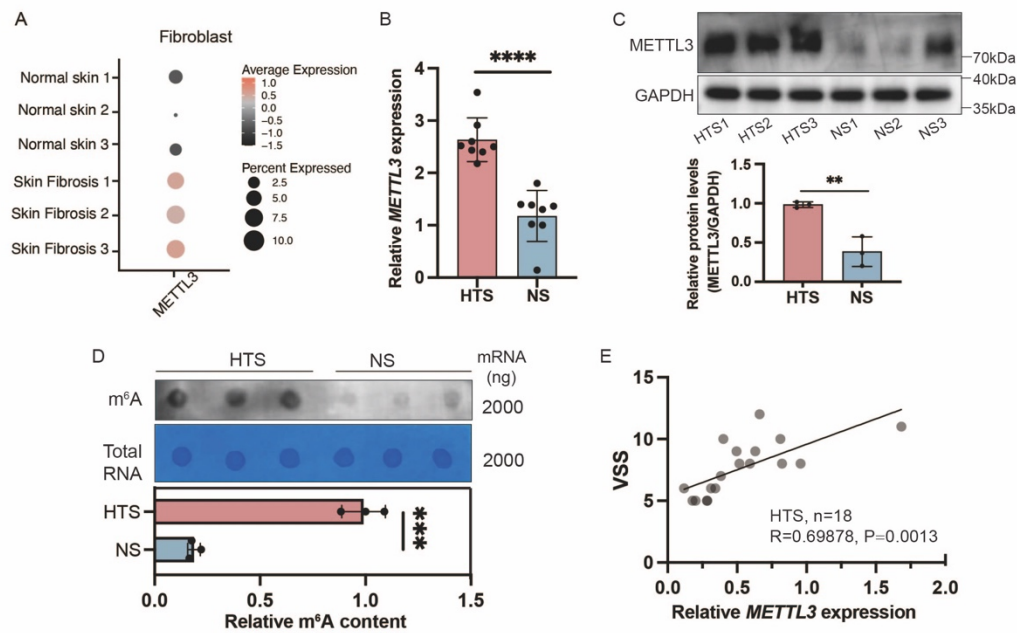 A
Fibroblast
Normal skin 1
Normal skin 2
Normal skin 3
Skin Fibrosis 1
Skin Fibrosis 2
Skin Fibrosis 3
METTL3
Average Expression
1.0
0.5
0.0
−0.5
−1.0
−1.5
Percent Expressed
2.5
5.0
7.5
10.0
B
Relative METTL3 expression
4
3
2
1
0
****
HTS
NS
C
METTL3
GAPDH
70kDa
40kDa
35kDa
HTS1 HTS2 HTS3 NS1 NS2 NS3
Relative protein levels
(METTL3/GAPDH)
1.5
1.0
0.5
0.0
**
HTS
NS
D
HTS
NS
mRNA
(ng)
m⁶A
2000
Total
RNA
2000
HTS
NS
***
0.0 0.5 1.0 1.5
Relative m⁶A content
E
VSS
15
10
5
0
HTS, n=18
R=0.69878, P=0.0013
0.0 0.5 1.0 1.5 2.0
Relative METTL3 expression